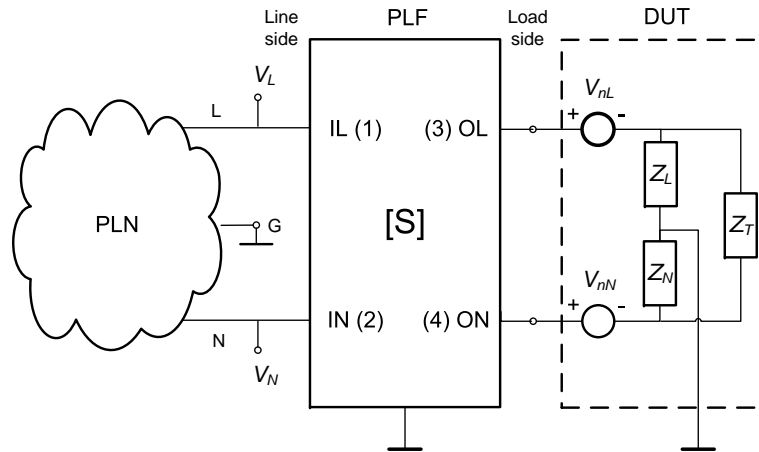 Line side
PLF
Load side
DUT
V_L
V_nL
+ -
L
IL (1)
(3) OL
Z_L
PLN
G
[S]
Z_T
Z_N
V_nN
+ -
IN (2)
(4) ON
N
V_N